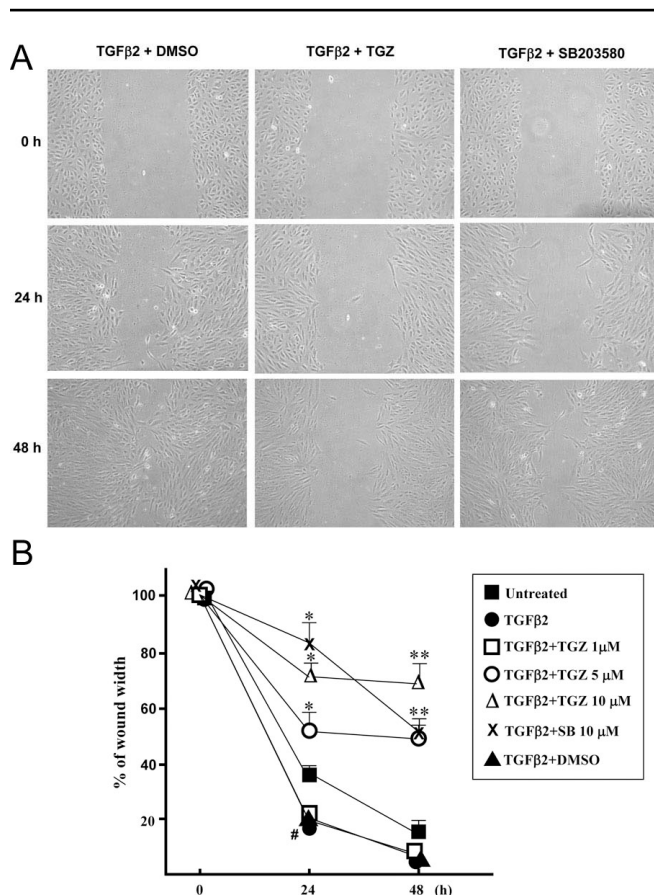 TGFβ2 + DMSO TGFβ2 + TGZ TGFβ2 + SB203580
A
0 h
24 h
48 h
B
% of wound width
100
80
60
40
20
0 24 48 (h)
*
*
*
**
**
#
Untreated
TGFβ2
TGFβ2+TGZ 1μM
TGFβ2+TGZ 5 μM
TGFβ2+TGZ 10 μM
TGFβ2+SB 10 μM
TGFβ2+DMSO